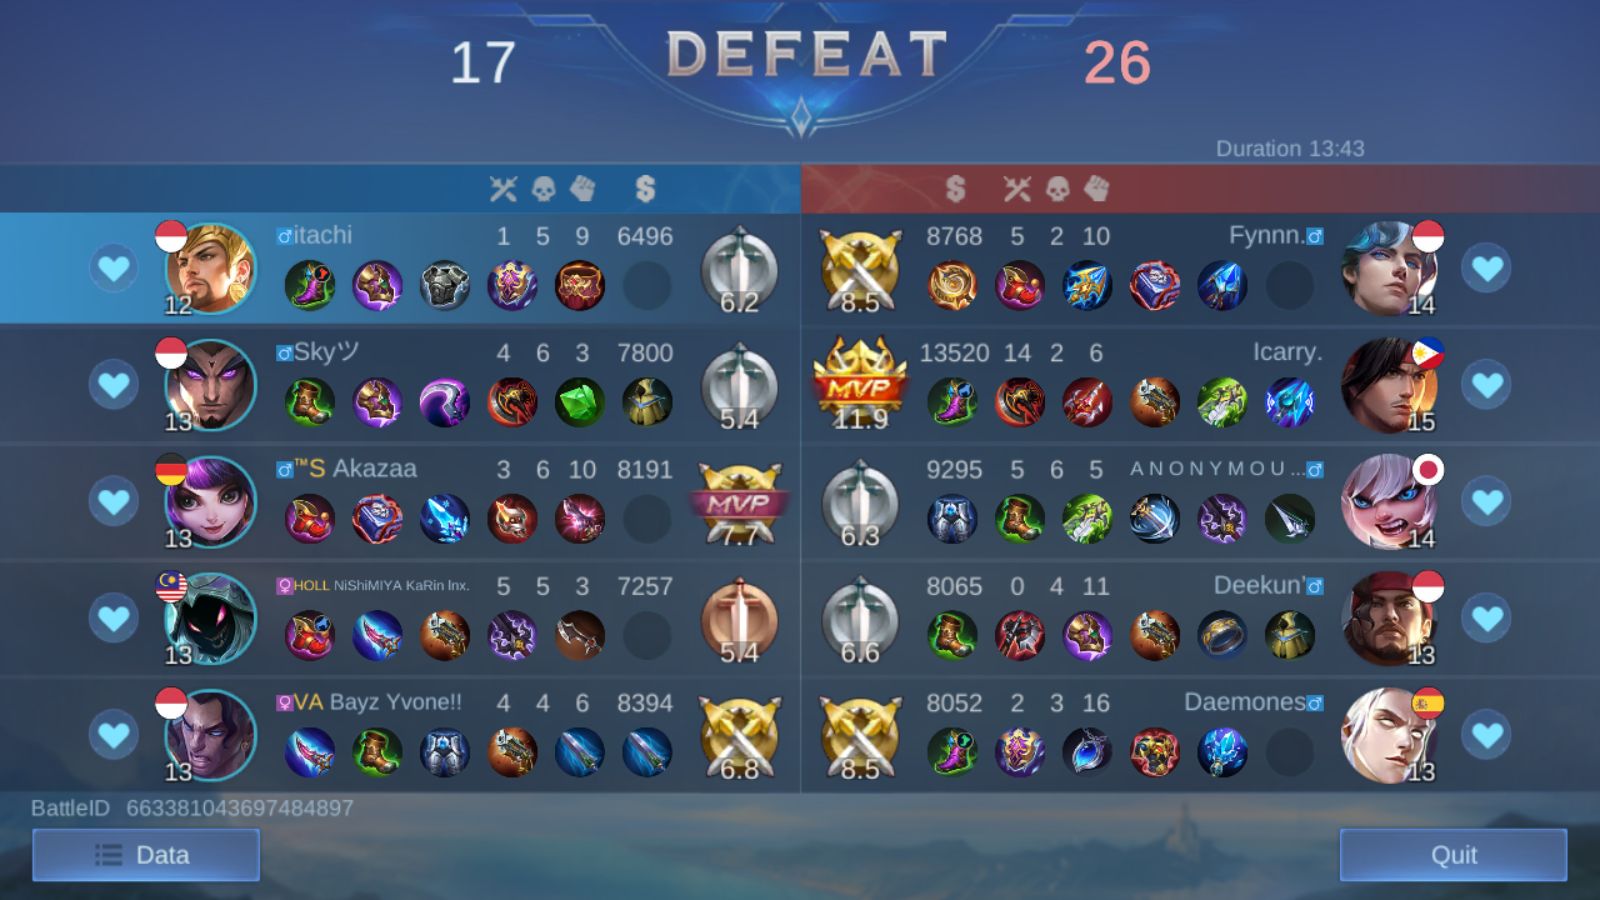 17 DEFEAT 26
Duration 13:43
itachi 1 5 9 6496
12 6.2
8768 5 2 10 Fynnn.
8.5 14
Skyツ 4 6 3 7800
13 5.4
13520 14 2 6 Icarry.
MVP 11.9 15
™S Akazaa 3 6 10 8191
13 MVP 7.7
9295 5 6 5 ANONYMOU...
6.3 14
HOLL NiShiMIYA KaRin Inx. 5 5 3 7257
13 5.4
8065 0 4 11 Deekun'
6.6 13
VA Bayz Yvone!! 4 4 6 8394
13 6.8
8052 2 3 16 Daemones
8.5 13
BattleID 663381043697484897
Data
Quit